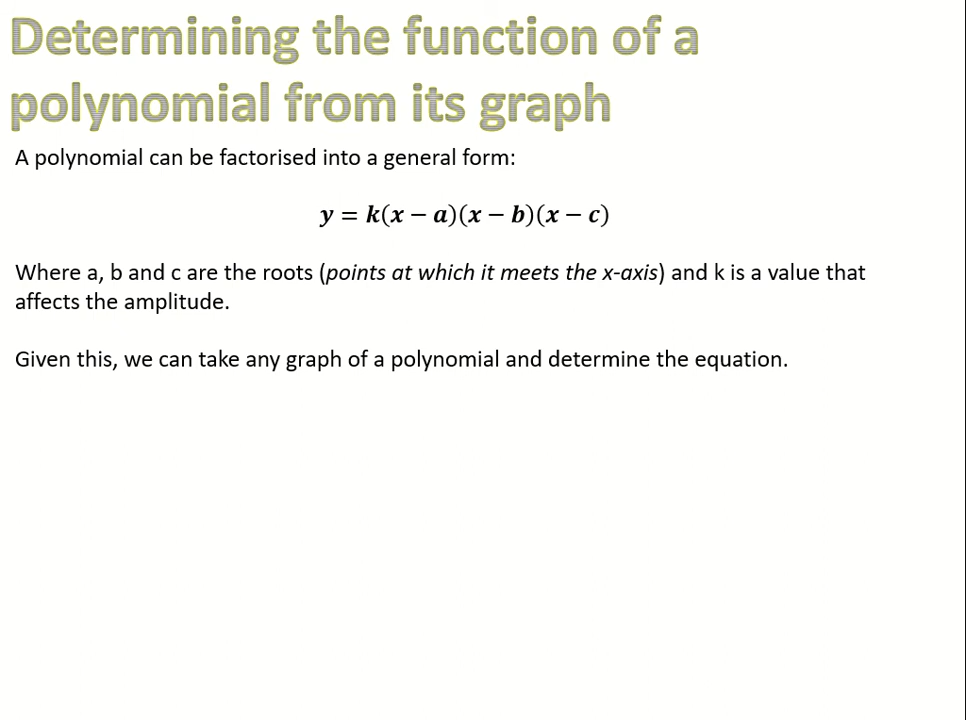 Determining the function of a
polynomial from its graph
A polynomial can be factorised into a general form:
y = k(x − a)(x − b)(x − c)
Where a, b and c are the roots (points at which it meets the x-axis) and k is a value that
affects the amplitude.
Given this, we can take any graph of a polynomial and determine the equation.